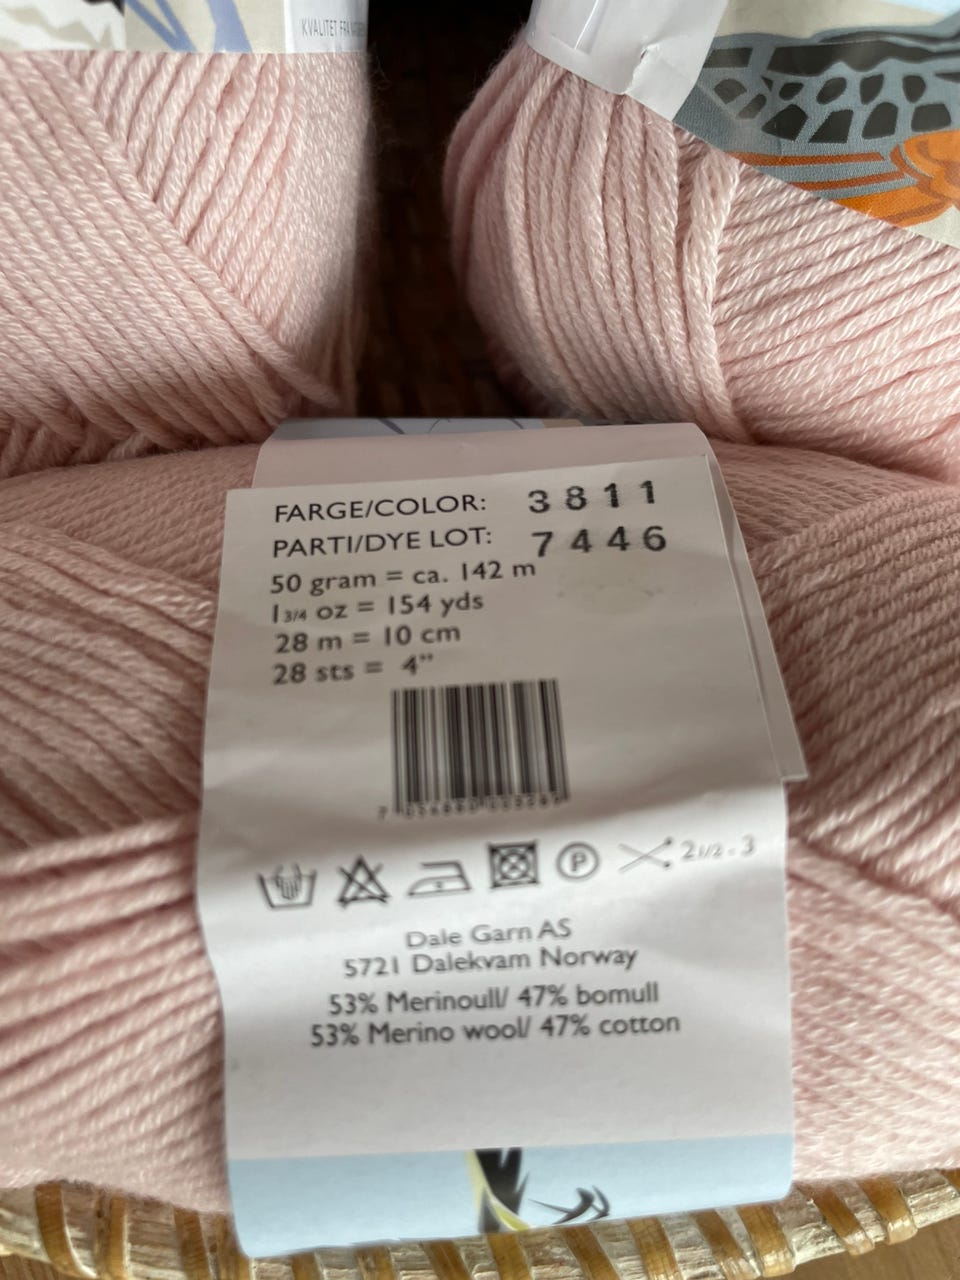 KVALITET FRA
FARGE/COLOR: 3811
PARTI/DYE LOT: 7446
50 gram = ca. 142 m
1 3/4 oz = 154 yds
28 m = 10 cm
28 sts = 4"
P
2 1/2 - 3
Dale Garn AS
5721 Dalekvam Norway
53% Merinoull/ 47% bomull
53% Merino wool/ 47% cotton